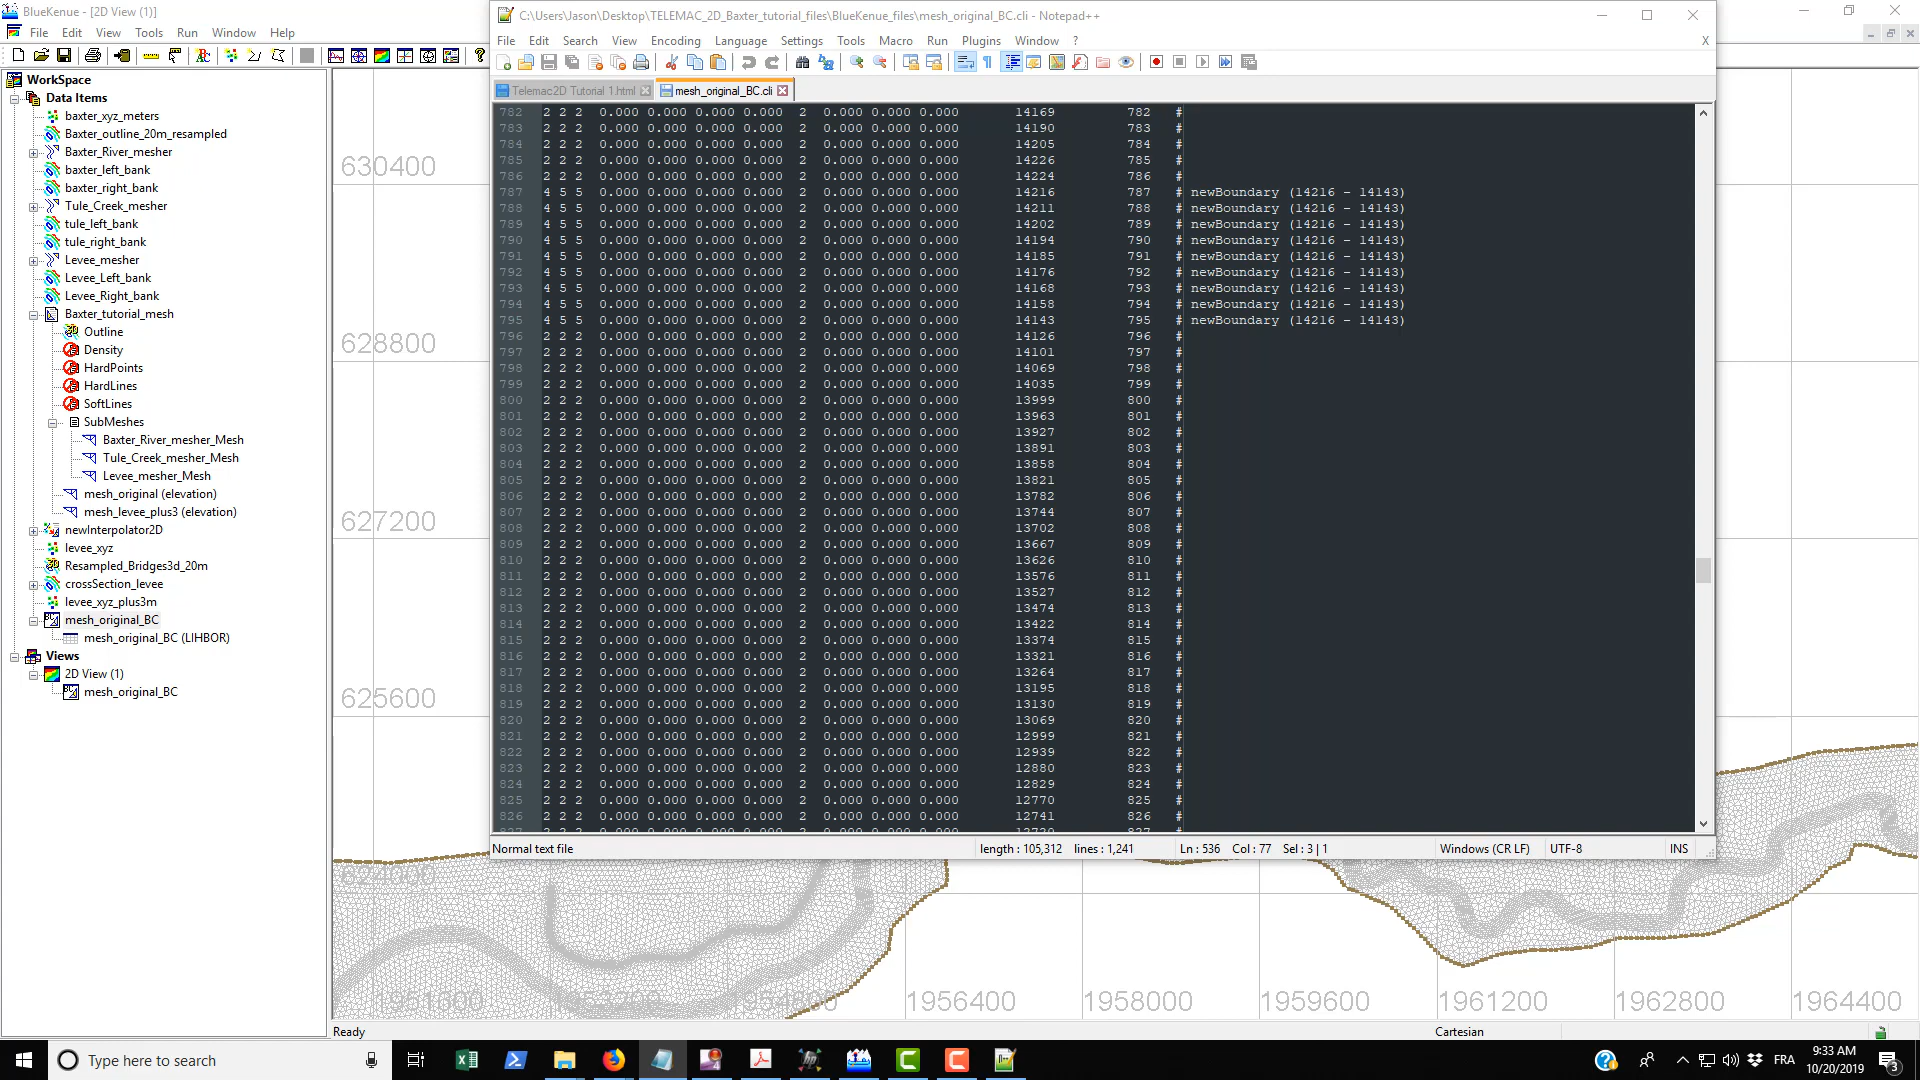 BlueKenue - [2D View (1)]
File Edit View Tools Run Window Help
WorkSpace
Data Items
baxter_xyz_meters
Baxter_outline_20m_resampled
Baxter_River_mesher
baxter_left_bank
baxter_right_bank
Tule_Creek_mesher
tule_left_bank
tule_right_bank
Levee_mesher
Levee_Left_bank
Levee_Right_bank
Baxter_tutorial_mesh
Outline
Density
HardPoints
HardLines
SoftLines
SubMeshes
Baxter_River_mesher_Mesh
Tule_Creek_mesher_Mesh
Levee_mesher_Mesh
mesh_original (elevation)
mesh_levee_plus3 (elevation)
newInterpolator2D
levee_xyz
Resampled_Bridges3d_20m
crossSection_levee
levee_xyz_plus3m
mesh_original_BC
mesh_original_BC (LIHBOR)
Views
2D View (1)
mesh_original_BC
630400
628800
627200
625600
624000
C:\Users\Jason\Desktop\TELEMAC_2D_Baxter_tutorial_files\BlueKenue_files\mesh_original_BC.cli - Notepad++
File Edit Search View Encoding Language Settings Tools Macro Run Plugins Window ? X
Telemac2D Tutorial 1.html mesh_original_BC.cli
782 2 2 2 0.000 0.000 0.000 0.000 2 0.000 0.000 0.000 14169 782 #
783 2 2 2 0.000 0.000 0.000 0.000 2 0.000 0.000 0.000 14190 783 #
784 2 2 2 0.000 0.000 0.000 0.000 2 0.000 0.000 0.000 14205 784 #
785 2 2 2 0.000 0.000 0.000 0.000 2 0.000 0.000 0.000 14226 785 #
786 2 2 2 0.000 0.000 0.000 0.000 2 0.000 0.000 0.000 14224 786 #
787 4 5 5 0.000 0.000 0.000 0.000 2 0.000 0.000 0.000 14216 787 # newBoundary (14216 - 14143)
788 4 5 5 0.000 0.000 0.000 0.000 2 0.000 0.000 0.000 14211 788 # newBoundary (14216 - 14143)
789 4 5 5 0.000 0.000 0.000 0.000 2 0.000 0.000 0.000 14202 789 # newBoundary (14216 - 14143)
790 4 5 5 0.000 0.000 0.000 0.000 2 0.000 0.000 0.000 14194 790 # newBoundary (14216 - 14143)
791 4 5 5 0.000 0.000 0.000 0.000 2 0.000 0.000 0.000 14185 791 # newBoundary (14216 - 14143)
792 4 5 5 0.000 0.000 0.000 0.000 2 0.000 0.000 0.000 14176 792 # newBoundary (14216 - 14143)
793 4 5 5 0.000 0.000 0.000 0.000 2 0.000 0.000 0.000 14168 793 # newBoundary (14216 - 14143)
794 4 5 5 0.000 0.000 0.000 0.000 2 0.000 0.000 0.000 14158 794 # newBoundary (14216 - 14143)
795 4 5 5 0.000 0.000 0.000 0.000 2 0.000 0.000 0.000 14143 795 # newBoundary (14216 - 14143)
796 2 2 2 0.000 0.000 0.000 0.000 2 0.000 0.000 0.000 14126 796 #
797 2 2 2 0.000 0.000 0.000 0.000 2 0.000 0.000 0.000 14101 797 #
798 2 2 2 0.000 0.000 0.000 0.000 2 0.000 0.000 0.000 14069 798 #
799 2 2 2 0.000 0.000 0.000 0.000 2 0.000 0.000 0.000 14035 799 #
800 2 2 2 0.000 0.000 0.000 0.000 2 0.000 0.000 0.000 13999 800 #
801 2 2 2 0.000 0.000 0.000 0.000 2 0.000 0.000 0.000 13963 801 #
802 2 2 2 0.000 0.000 0.000 0.000 2 0.000 0.000 0.000 13927 802 #
803 2 2 2 0.000 0.000 0.000 0.000 2 0.000 0.000 0.000 13891 803 #
804 2 2 2 0.000 0.000 0.000 0.000 2 0.000 0.000 0.000 13858 804 #
805 2 2 2 0.000 0.000 0.000 0.000 2 0.000 0.000 0.000 13821 805 #
806 2 2 2 0.000 0.000 0.000 0.000 2 0.000 0.000 0.000 13782 806 #
807 2 2 2 0.000 0.000 0.000 0.000 2 0.000 0.000 0.000 13744 807 #
808 2 2 2 0.000 0.000 0.000 0.000 2 0.000 0.000 0.000 13702 808 #
809 2 2 2 0.000 0.000 0.000 0.000 2 0.000 0.000 0.000 13667 809 #
810 2 2 2 0.000 0.000 0.000 0.000 2 0.000 0.000 0.000 13626 810 #
811 2 2 2 0.000 0.000 0.000 0.000 2 0.000 0.000 0.000 13576 811 #
812 2 2 2 0.000 0.000 0.000 0.000 2 0.000 0.000 0.000 13527 812 #
813 2 2 2 0.000 0.000 0.000 0.000 2 0.000 0.000 0.000 13474 813 #
814 2 2 2 0.000 0.000 0.000 0.000 2 0.000 0.000 0.000 13422 814 #
815 2 2 2 0.000 0.000 0.000 0.000 2 0.000 0.000 0.000 13374 815 #
816 2 2 2 0.000 0.000 0.000 0.000 2 0.000 0.000 0.000 13321 816 #
817 2 2 2 0.000 0.000 0.000 0.000 2 0.000 0.000 0.000 13264 817 #
818 2 2 2 0.000 0.000 0.000 0.000 2 0.000 0.000 0.000 13195 818 #
819 2 2 2 0.000 0.000 0.000 0.000 2 0.000 0.000 0.000 13130 819 #
820 2 2 2 0.000 0.000 0.000 0.000 2 0.000 0.000 0.000 13069 820 #
821 2 2 2 0.000 0.000 0.000 0.000 2 0.000 0.000 0.000 12999 821 #
822 2 2 2 0.000 0.000 0.000 0.000 2 0.000 0.000 0.000 12939 822 #
823 2 2 2 0.000 0.000 0.000 0.000 2 0.000 0.000 0.000 12880 823 #
824 2 2 2 0.000 0.000 0.000 0.000 2 0.000 0.000 0.000 12829 824 #
825 2 2 2 0.000 0.000 0.000 0.000 2 0.000 0.000 0.000 12770 825 #
826 2 2 2 0.000 0.000 0.000 0.000 2 0.000 0.000 0.000 12741 826 #
Normal text file length : 105,312 lines : 1,241 Ln : 536 Col : 77 Sel : 3 | 1 Windows (CR LF) UTF-8 INS
1951600 1956400 1958000 1959600 1961200 1962800 1964400
Ready Cartesian
Type here to search
FRA
9:33 AM
10/20/2019
3